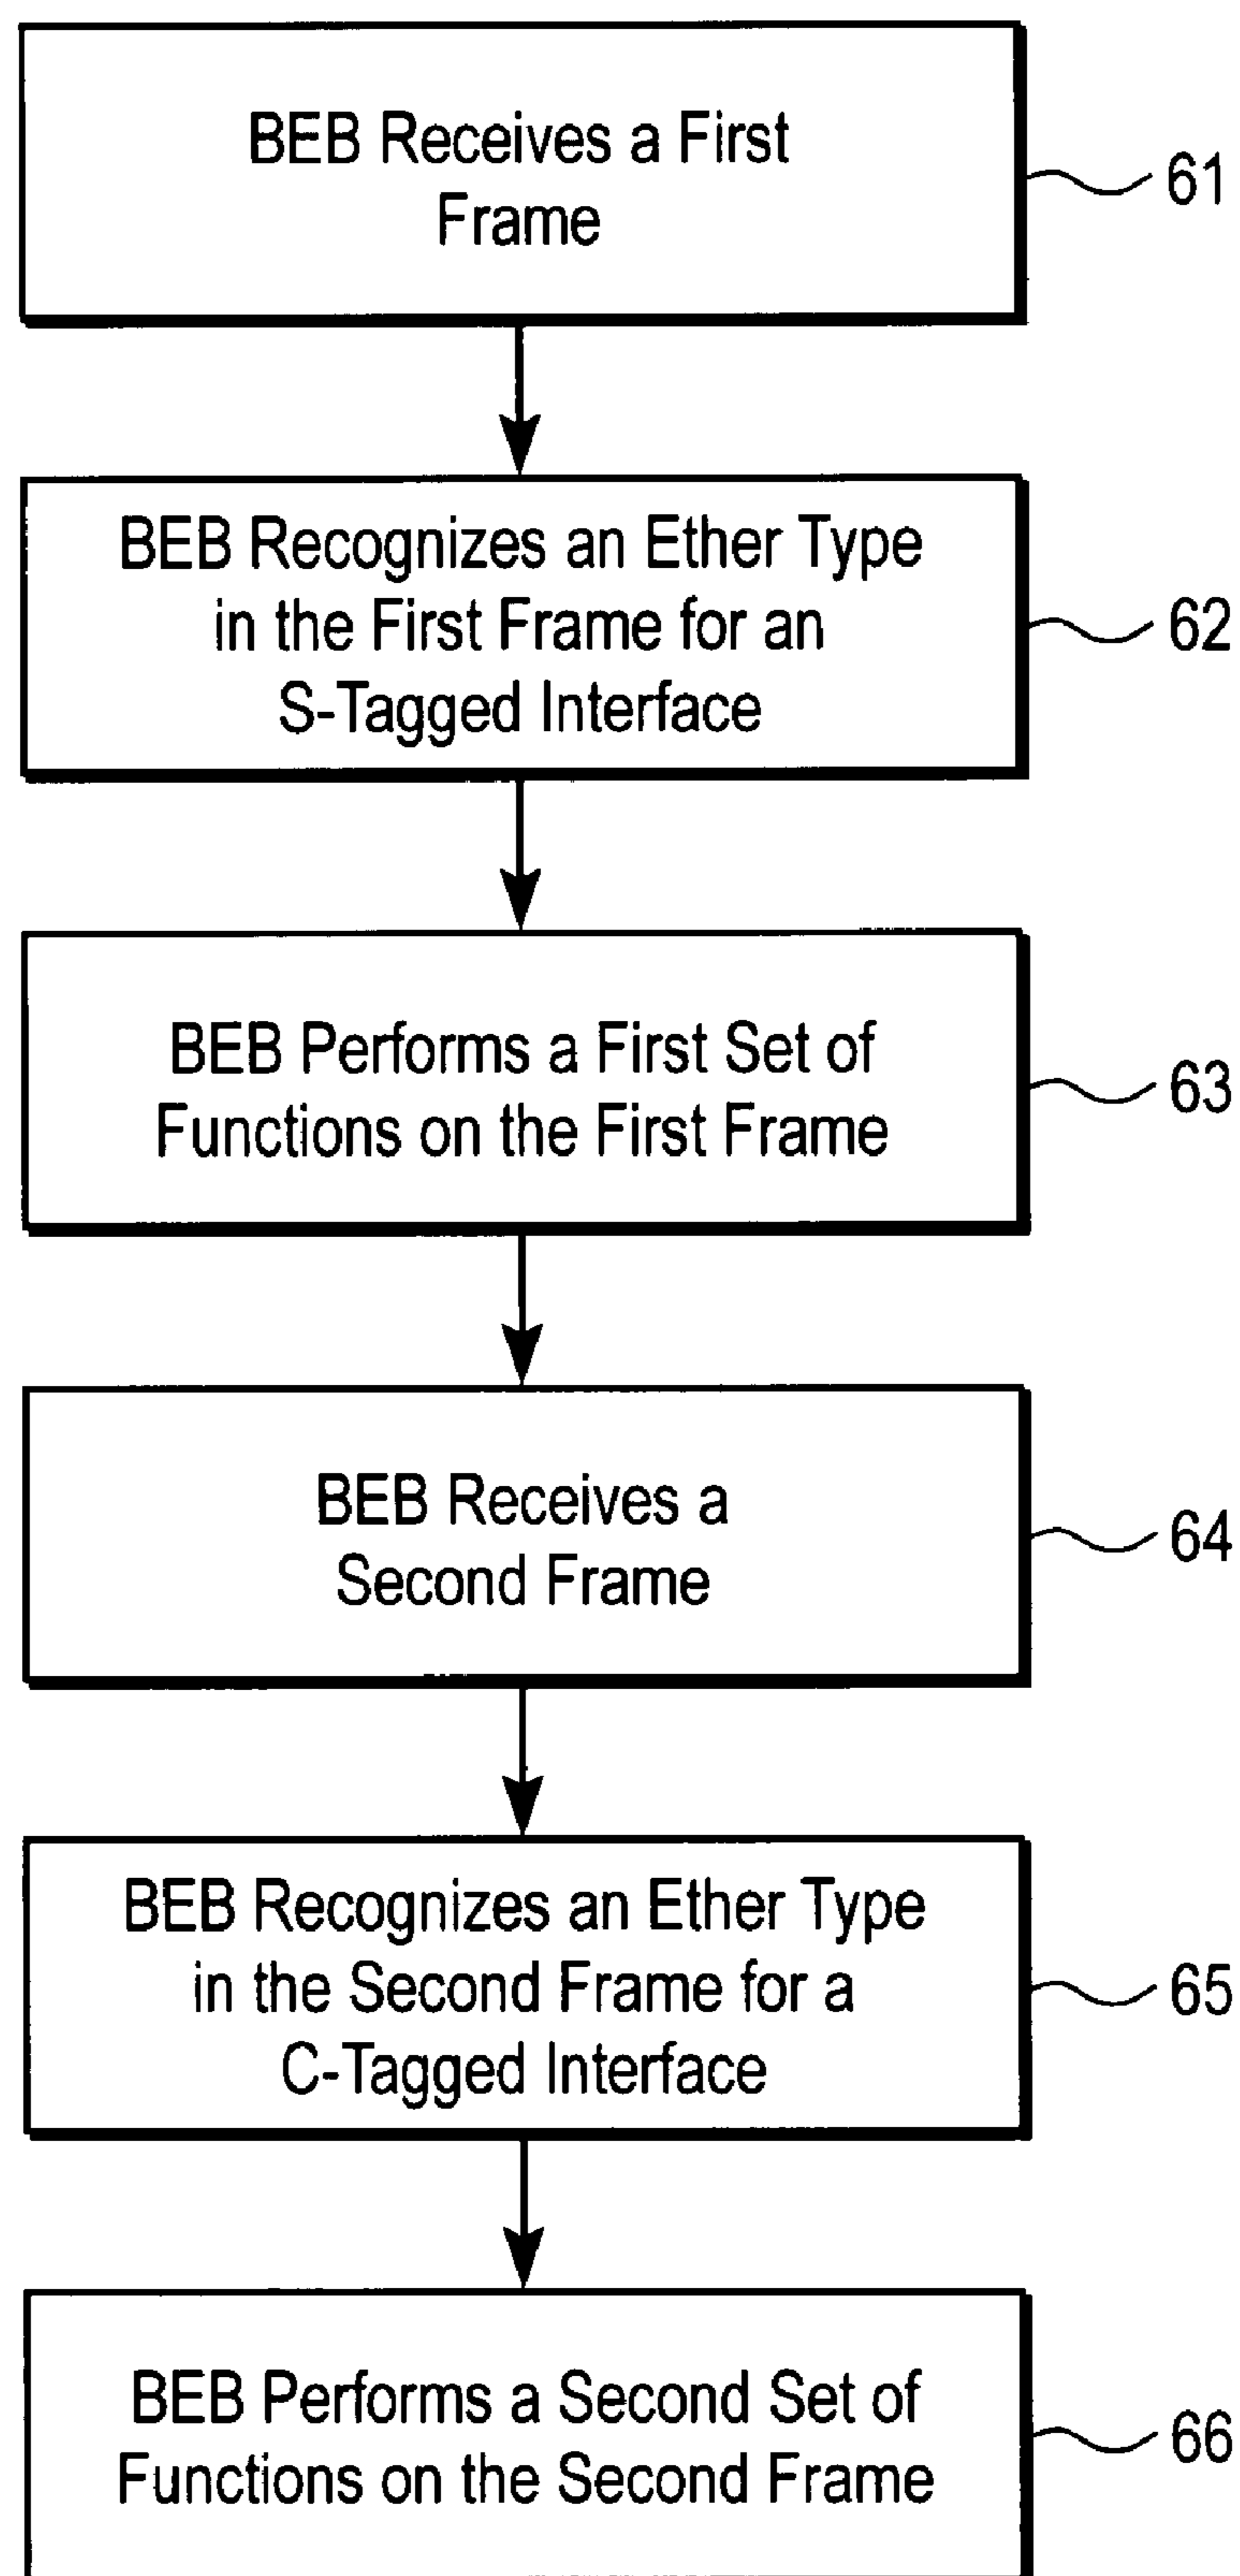 BEB Receives a First
Frame
61
BEB Recognizes an Ether Type
in the First Frame for an
S-Tagged Interface
62
BEB Performs a First Set of
Functions on the First Frame
63
BEB Receives a
Second Frame
64
BEB Recognizes an Ether Type
in the Second Frame for a
C-Tagged Interface
65
BEB Performs a Second Set of
Functions on the Second Frame
66